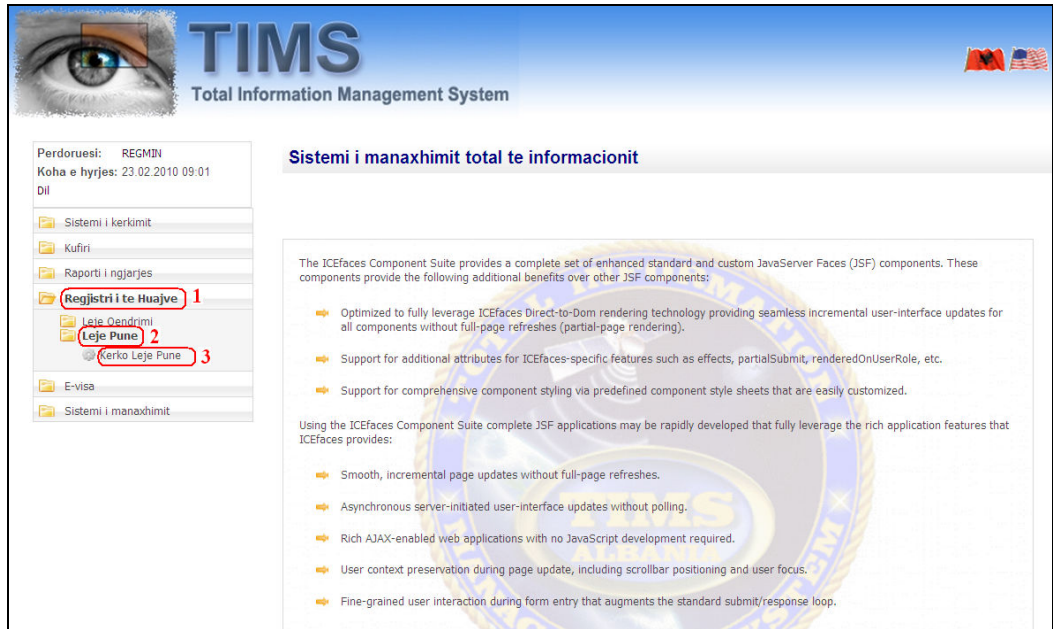 TIMS
Total Information Management System
Perdoruesi: REGMIN
Koha e hyrjes: 23.02.2010 09:01
Dil
Sistemi i kerkimit
Kufiri
Raporti i ngjarjes
Regjistri i te Huajve 1
Leje Qendrimi
Leje Pune 2
Kerko Leje Pune 3
E-visa
Sistemi i manaxhimit
Sistemi i manaxhimit total te informacionit
The ICEfaces Component Suite provides a complete set of enhanced standard and custom JavaServer Faces (JSF) components. These
components provide the following additional benefits over other JSF components:
Optimized to fully leverage ICEfaces Direct-to-Dom rendering technology providing seamless incremental user-interface updates for
all components without full-page refreshes (partial-page rendering).
Support for additional attributes for ICEfaces-specific features such as effects, partialSubmit, renderedOnUserRole, etc.
Support for comprehensive component styling via predefined component style sheets that are easily customized.
Using the ICEfaces Component Suite complete JSF applications may be rapidly developed that fully leverage the rich application features that
ICEfaces provides:
Smooth, incremental page updates without full-page refreshes.
Asynchronous server-initiated user-interface updates without polling.
Rich AJAX-enabled web applications with no JavaScript development required.
User context preservation during page update, including scrollbar positioning and user focus.
Fine-grained user interaction during form entry that augments the standard submit/response loop.
TOTAL INFORMATION
TIMS
ALBANIA